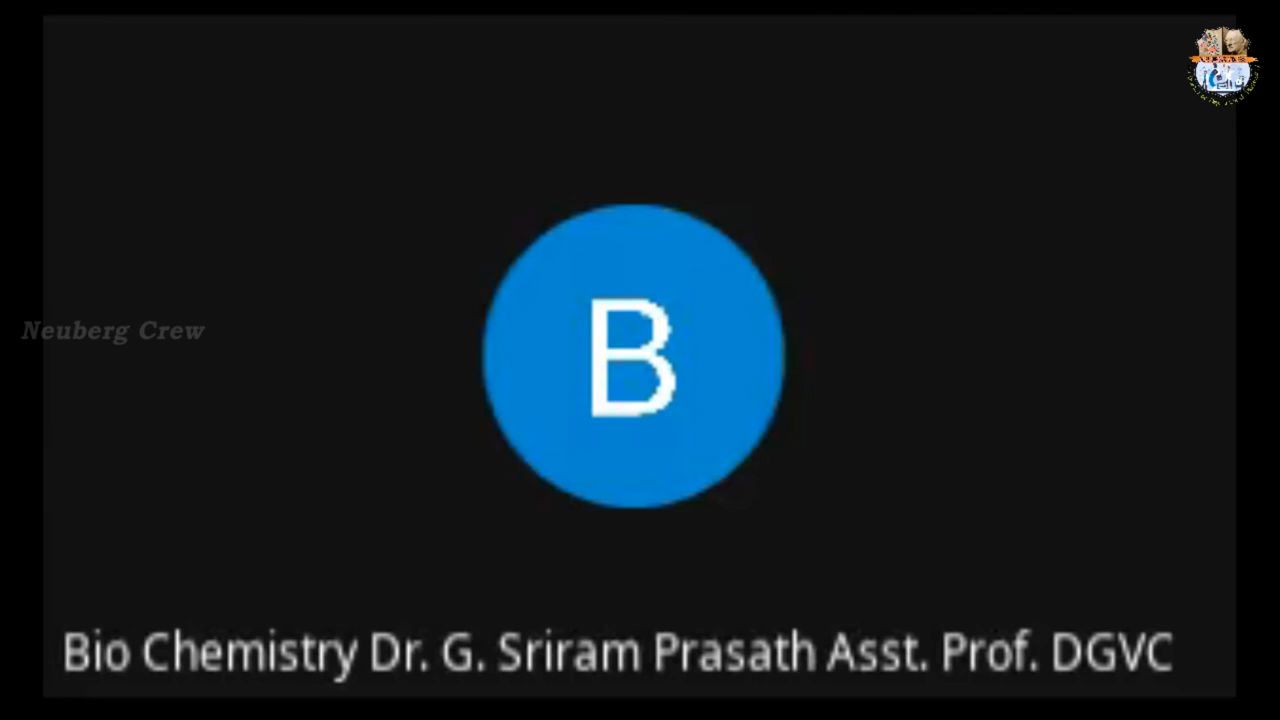 Neuberg Crew
B
Bio Chemistry Dr. G. Sriram Prasath Asst. Prof. DGVC